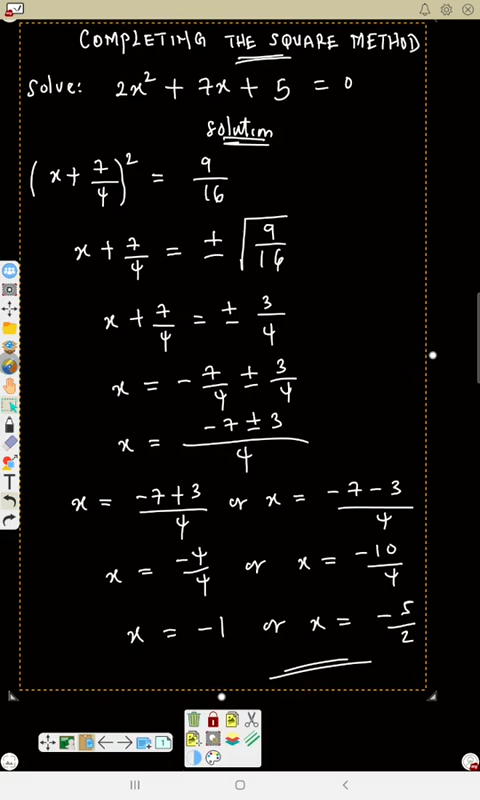 COMPLETING THE SQUARE METHOD
Solve: 2x² + 7x + 5 = 0
Solution
(x + 7/4)² = 9/16
x + 7/4 = ± √(9/16)
x + 7/4 = ± 3/4
x = - 7/4 ± 3/4
x = (-7 ± 3)/4
x = (-7 + 3)/4 or x = (-7 - 3)/4
x = -4/4 or x = -10/4
x = -1 or x = -5/2
T
1